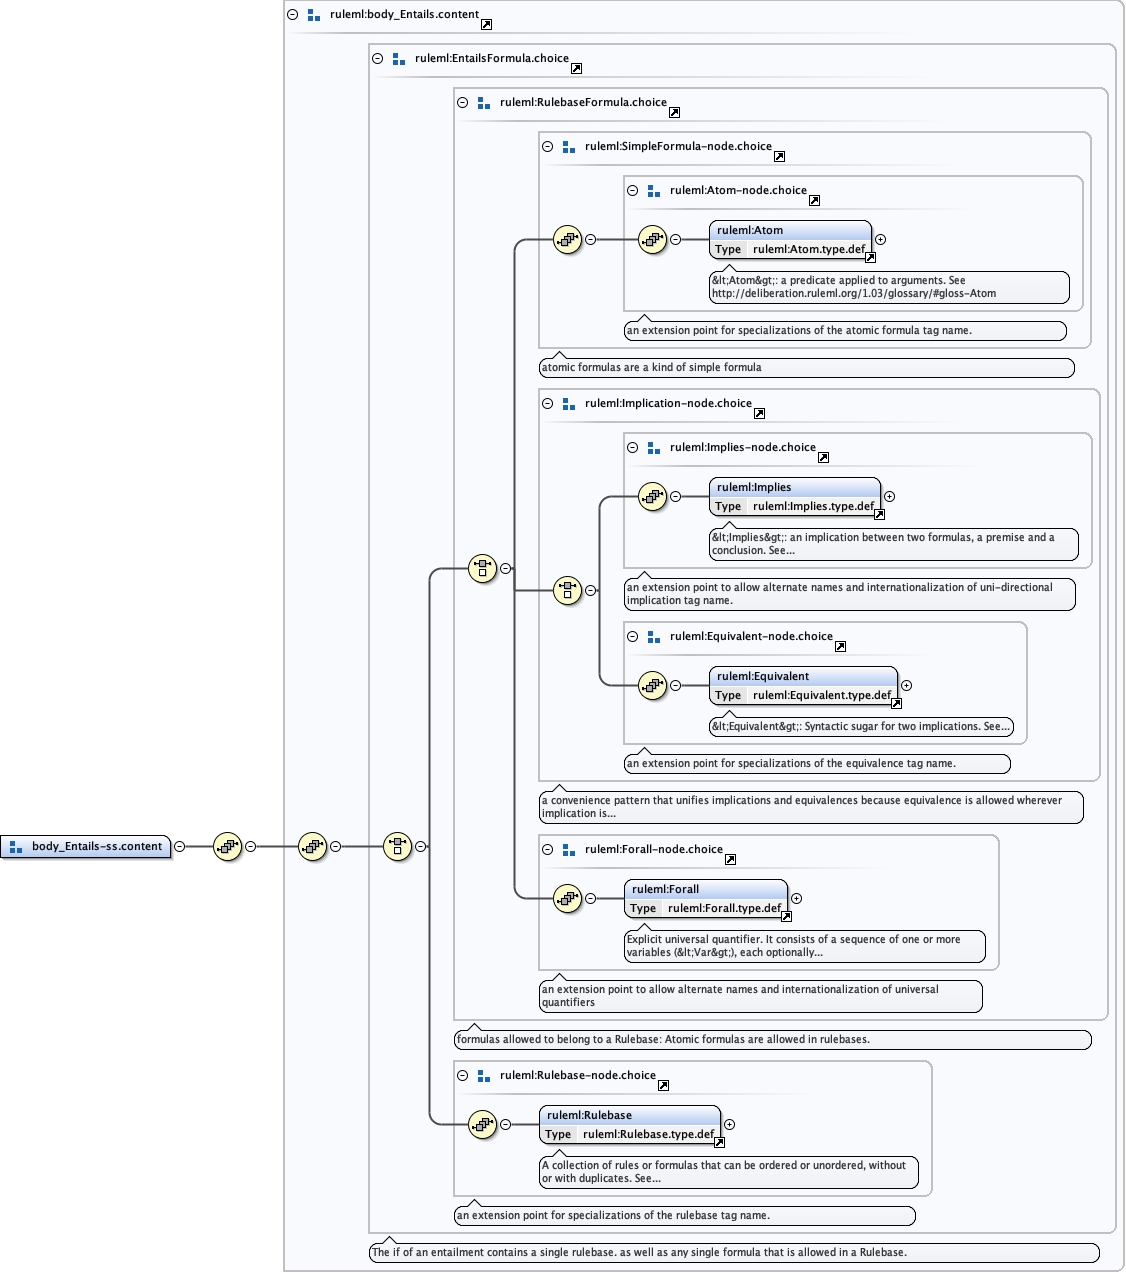 ruleml:body_Entails.content
ruleml:EntailsFormula.choice
ruleml:RulebaseFormula.choice
ruleml:SimpleFormula-node.choice
ruleml:Atom-node.choice
ruleml:Atom
Type ruleml:Atom.type.def
&lt;Atom&gt;: a predicate applied to arguments. See
http://deliberation.ruleml.org/1.03/glossary/#gloss-Atom
an extension point for specializations of the atomic formula tag name.
atomic formulas are a kind of simple formula
ruleml:Implication-node.choice
ruleml:Implies-node.choice
ruleml:Implies
Type ruleml:Implies.type.def
&lt;Implies&gt;: an implication between two formulas, a premise and a
conclusion. See...
an extension point to allow alternate names and internationalization of uni-directional
implication tag name.
ruleml:Equivalent-node.choice
ruleml:Equivalent
Type ruleml:Equivalent.type.def
&lt;Equivalent&gt;: Syntactic sugar for two implications. See...
an extension point for specializations of the equivalence tag name.
a convenience pattern that unifies implications and equivalences because equivalence is allowed wherever
implication is...
body_Entails-ss.content
ruleml:Forall-node.choice
ruleml:Forall
Type ruleml:Forall.type.def
Explicit universal quantifier. It consists of a sequence of one or more
variables (&lt;Var&gt;), each optionally...
an extension point to allow alternate names and internationalization of universal
quantifiers
formulas allowed to belong to a Rulebase: Atomic formulas are allowed in rulebases.
ruleml:Rulebase-node.choice
ruleml:Rulebase
Type ruleml:Rulebase.type.def
A collection of rules or formulas that can be ordered or unordered, without
or with duplicates. See...
an extension point for specializations of the rulebase tag name.
The if of an entailment contains a single rulebase. as well as any single formula that is allowed in a Rulebase.